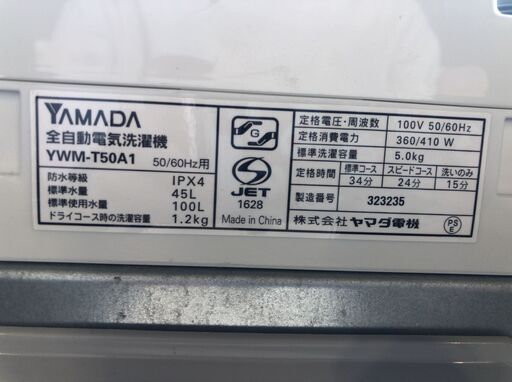 YAMADA
全自動電気洗濯機
YWM-T50A1 50/60Hz用
防水等級 IPX4
標準水量 45L
標準使用水量 100L
ドライコース時の洗濯容量 1.2kg
G
JET
1628
Made in China
定格電圧・周波数 100V 50/60Hz
定格消費電力 360/410 W
標準洗濯容量 5.0kg
定格時間 標準コース スピードコース 洗いのみ
34分 24分 15分
製造番号 323235
株式会社 ヤマダ電機
PS
E